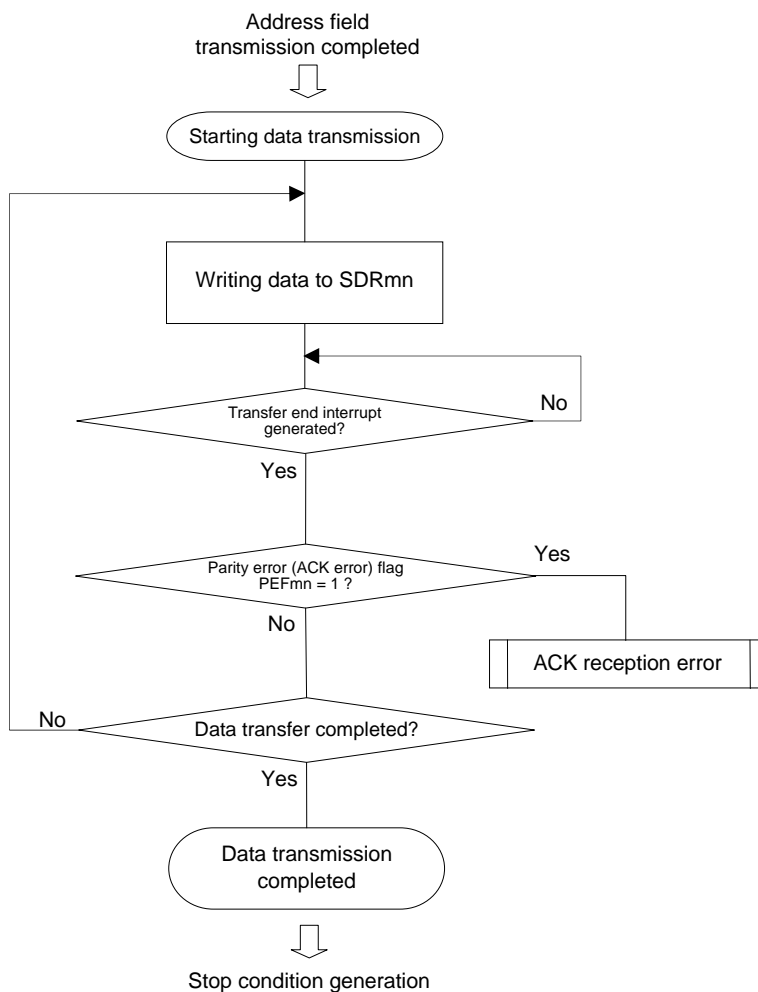 Address field
transmission completed
Starting data transmission
Writing data to SDRmn
Transfer end interrupt
generated?
No
Yes
Parity error (ACK error) flag
PEFmn = 1 ?
Yes
No
ACK reception error
Data transfer completed?
No
Yes
Data transmission
completed
Stop condition generation